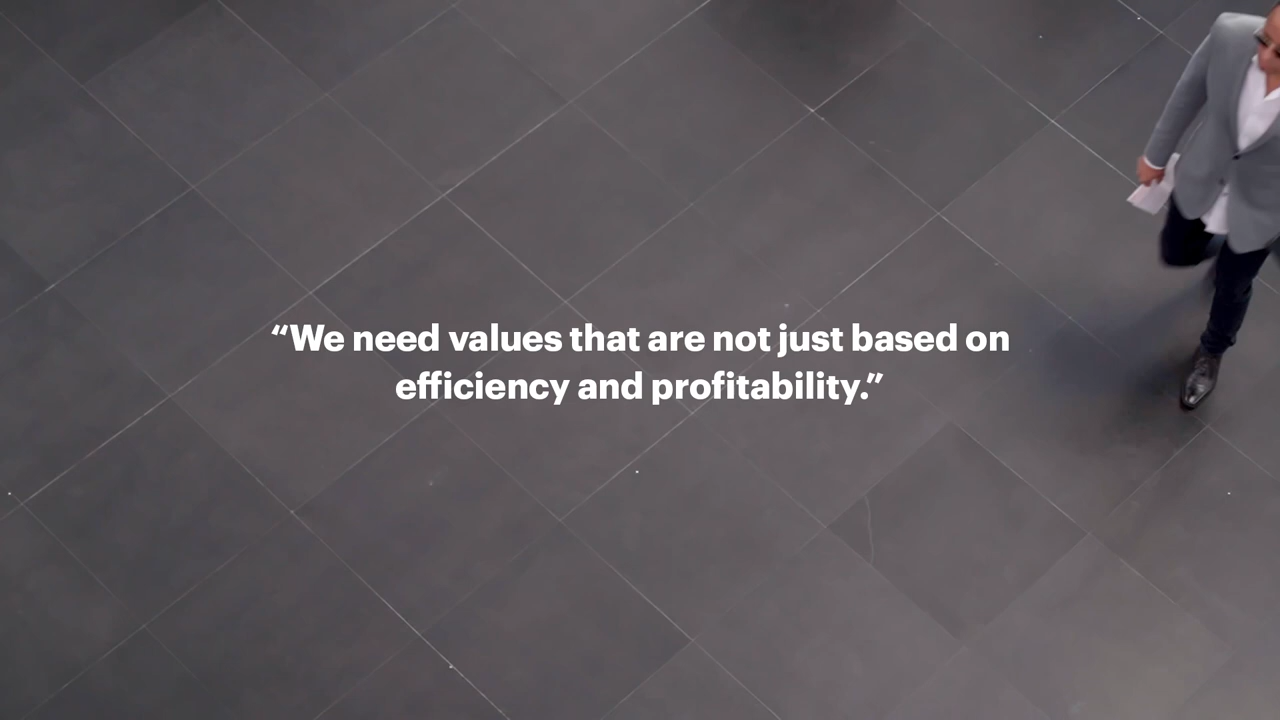 “We need values that are not just based on
efficiency and profitability.”